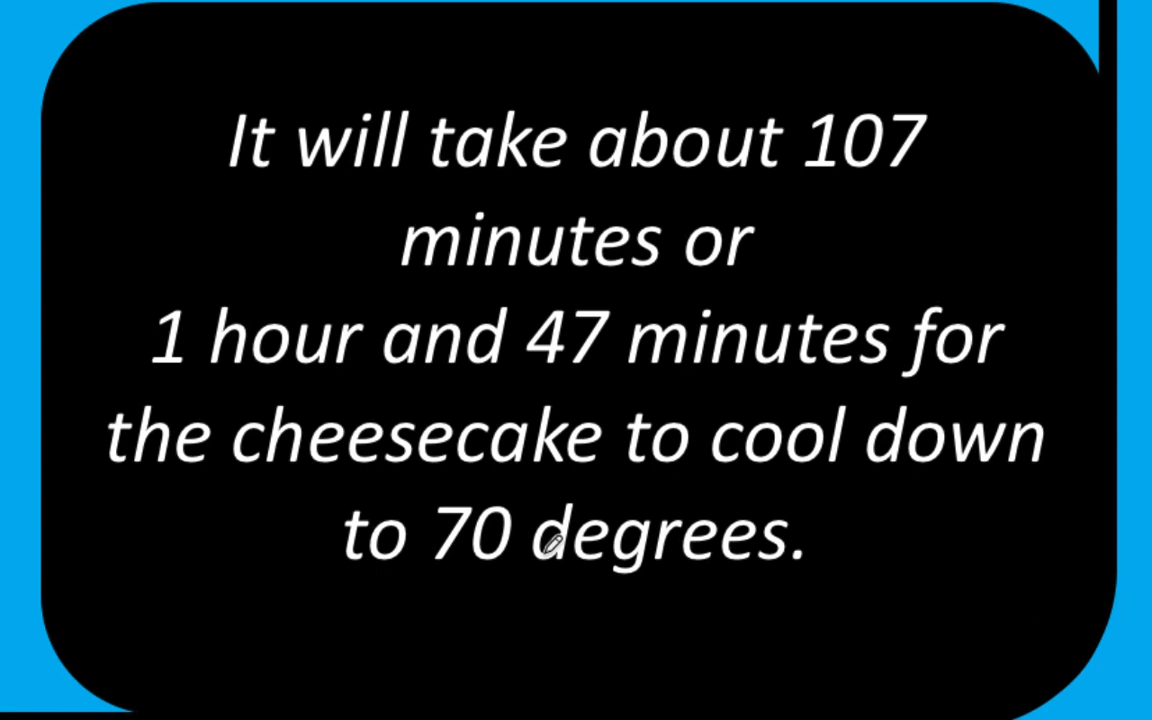 It will take about 107
minutes or
1 hour and 47 minutes for
the cheesecake to cool down
to 70 degrees.